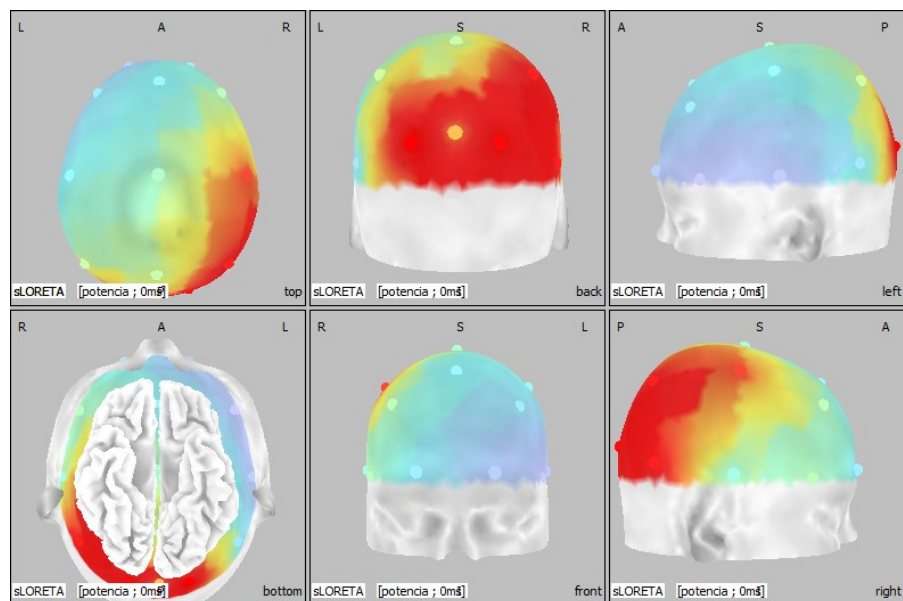 L A R
sLORETA [potencia ; 0ms] top
L S R
sLORETA [potencia ; 0ms] back
A S P
sLORETA [potencia ; 0ms] left
R A L
sLORETA [potencia ; 0ms] bottom
R S L
sLORETA [potencia ; 0ms] front
P S A
sLORETA [potencia ; 0ms] right